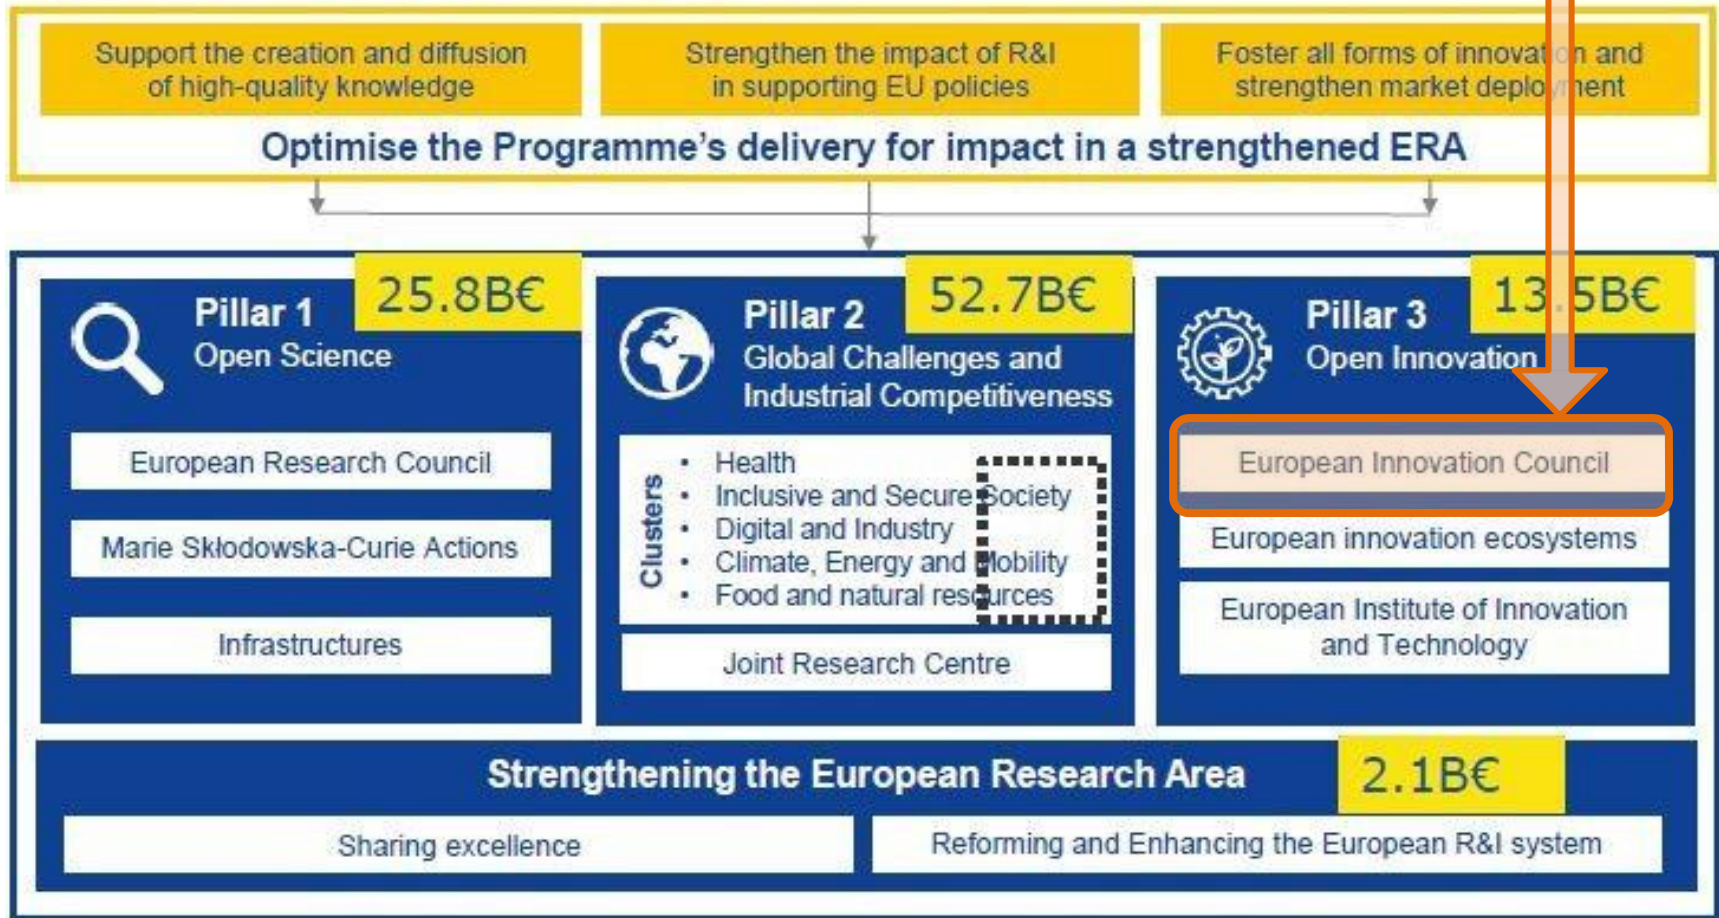 Support the creation and diffusion
of high-quality knowledge
Strengthen the impact of R&I
in supporting EU policies
Foster all forms of innovation and
strengthen market deployment
Optimise the Programme's delivery for impact in a strengthened ERA
Pillar 1
Open Science
25.8B€
European Research Council
Marie Skłodowska-Curie Actions
Infrastructures
Pillar 2
Global Challenges and
Industrial Competitiveness
52.7B€
Clusters
• Health
• Inclusive and Secure Society
• Digital and Industry
• Climate, Energy and Mobility
• Food and natural resources
Joint Research Centre
Pillar 3
Open Innovation
13.5B€
European Innovation Council
European innovation ecosystems
European Institute of Innovation
and Technology
Strengthening the European Research Area
2.1B€
Sharing excellence
Reforming and Enhancing the European R&I system